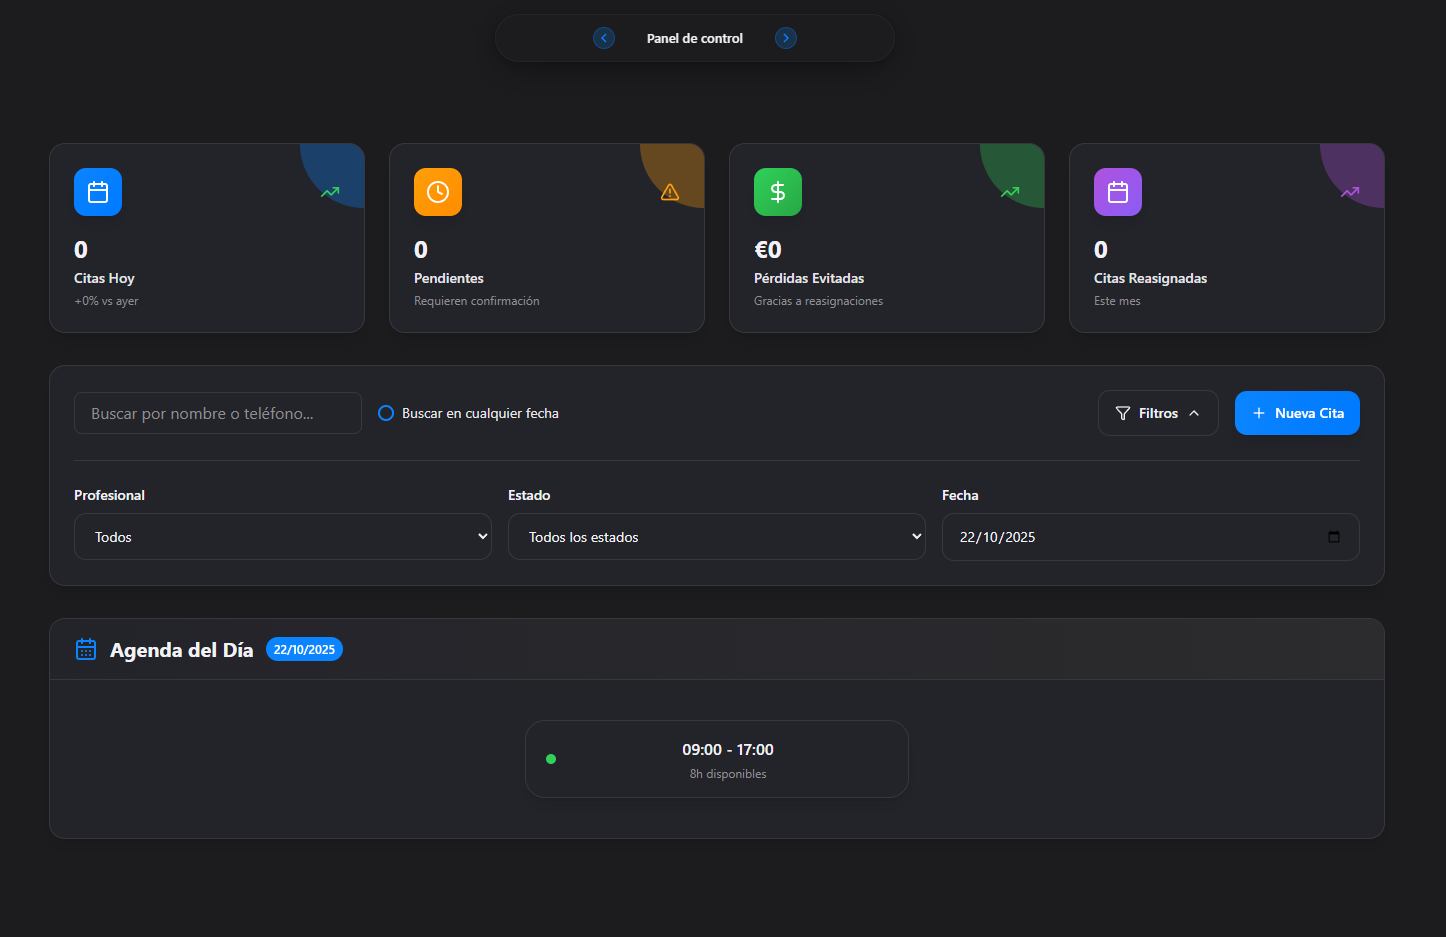 Panel de control
0
Citas Hoy
+0% vs ayer
0
Pendientes
Requieren confirmación
€0
Pérdidas Evitadas
Gracias a reasignaciones
0
Citas Reasignadas
Este mes
Buscar por nombre o teléfono...
Buscar en cualquier fecha
Filtros
Nueva Cita
Profesional
Todos
Estado
Todos los estados
Fecha
22/10/2025
Agenda del Día
22/10/2025
09:00 - 17:00
8h disponibles